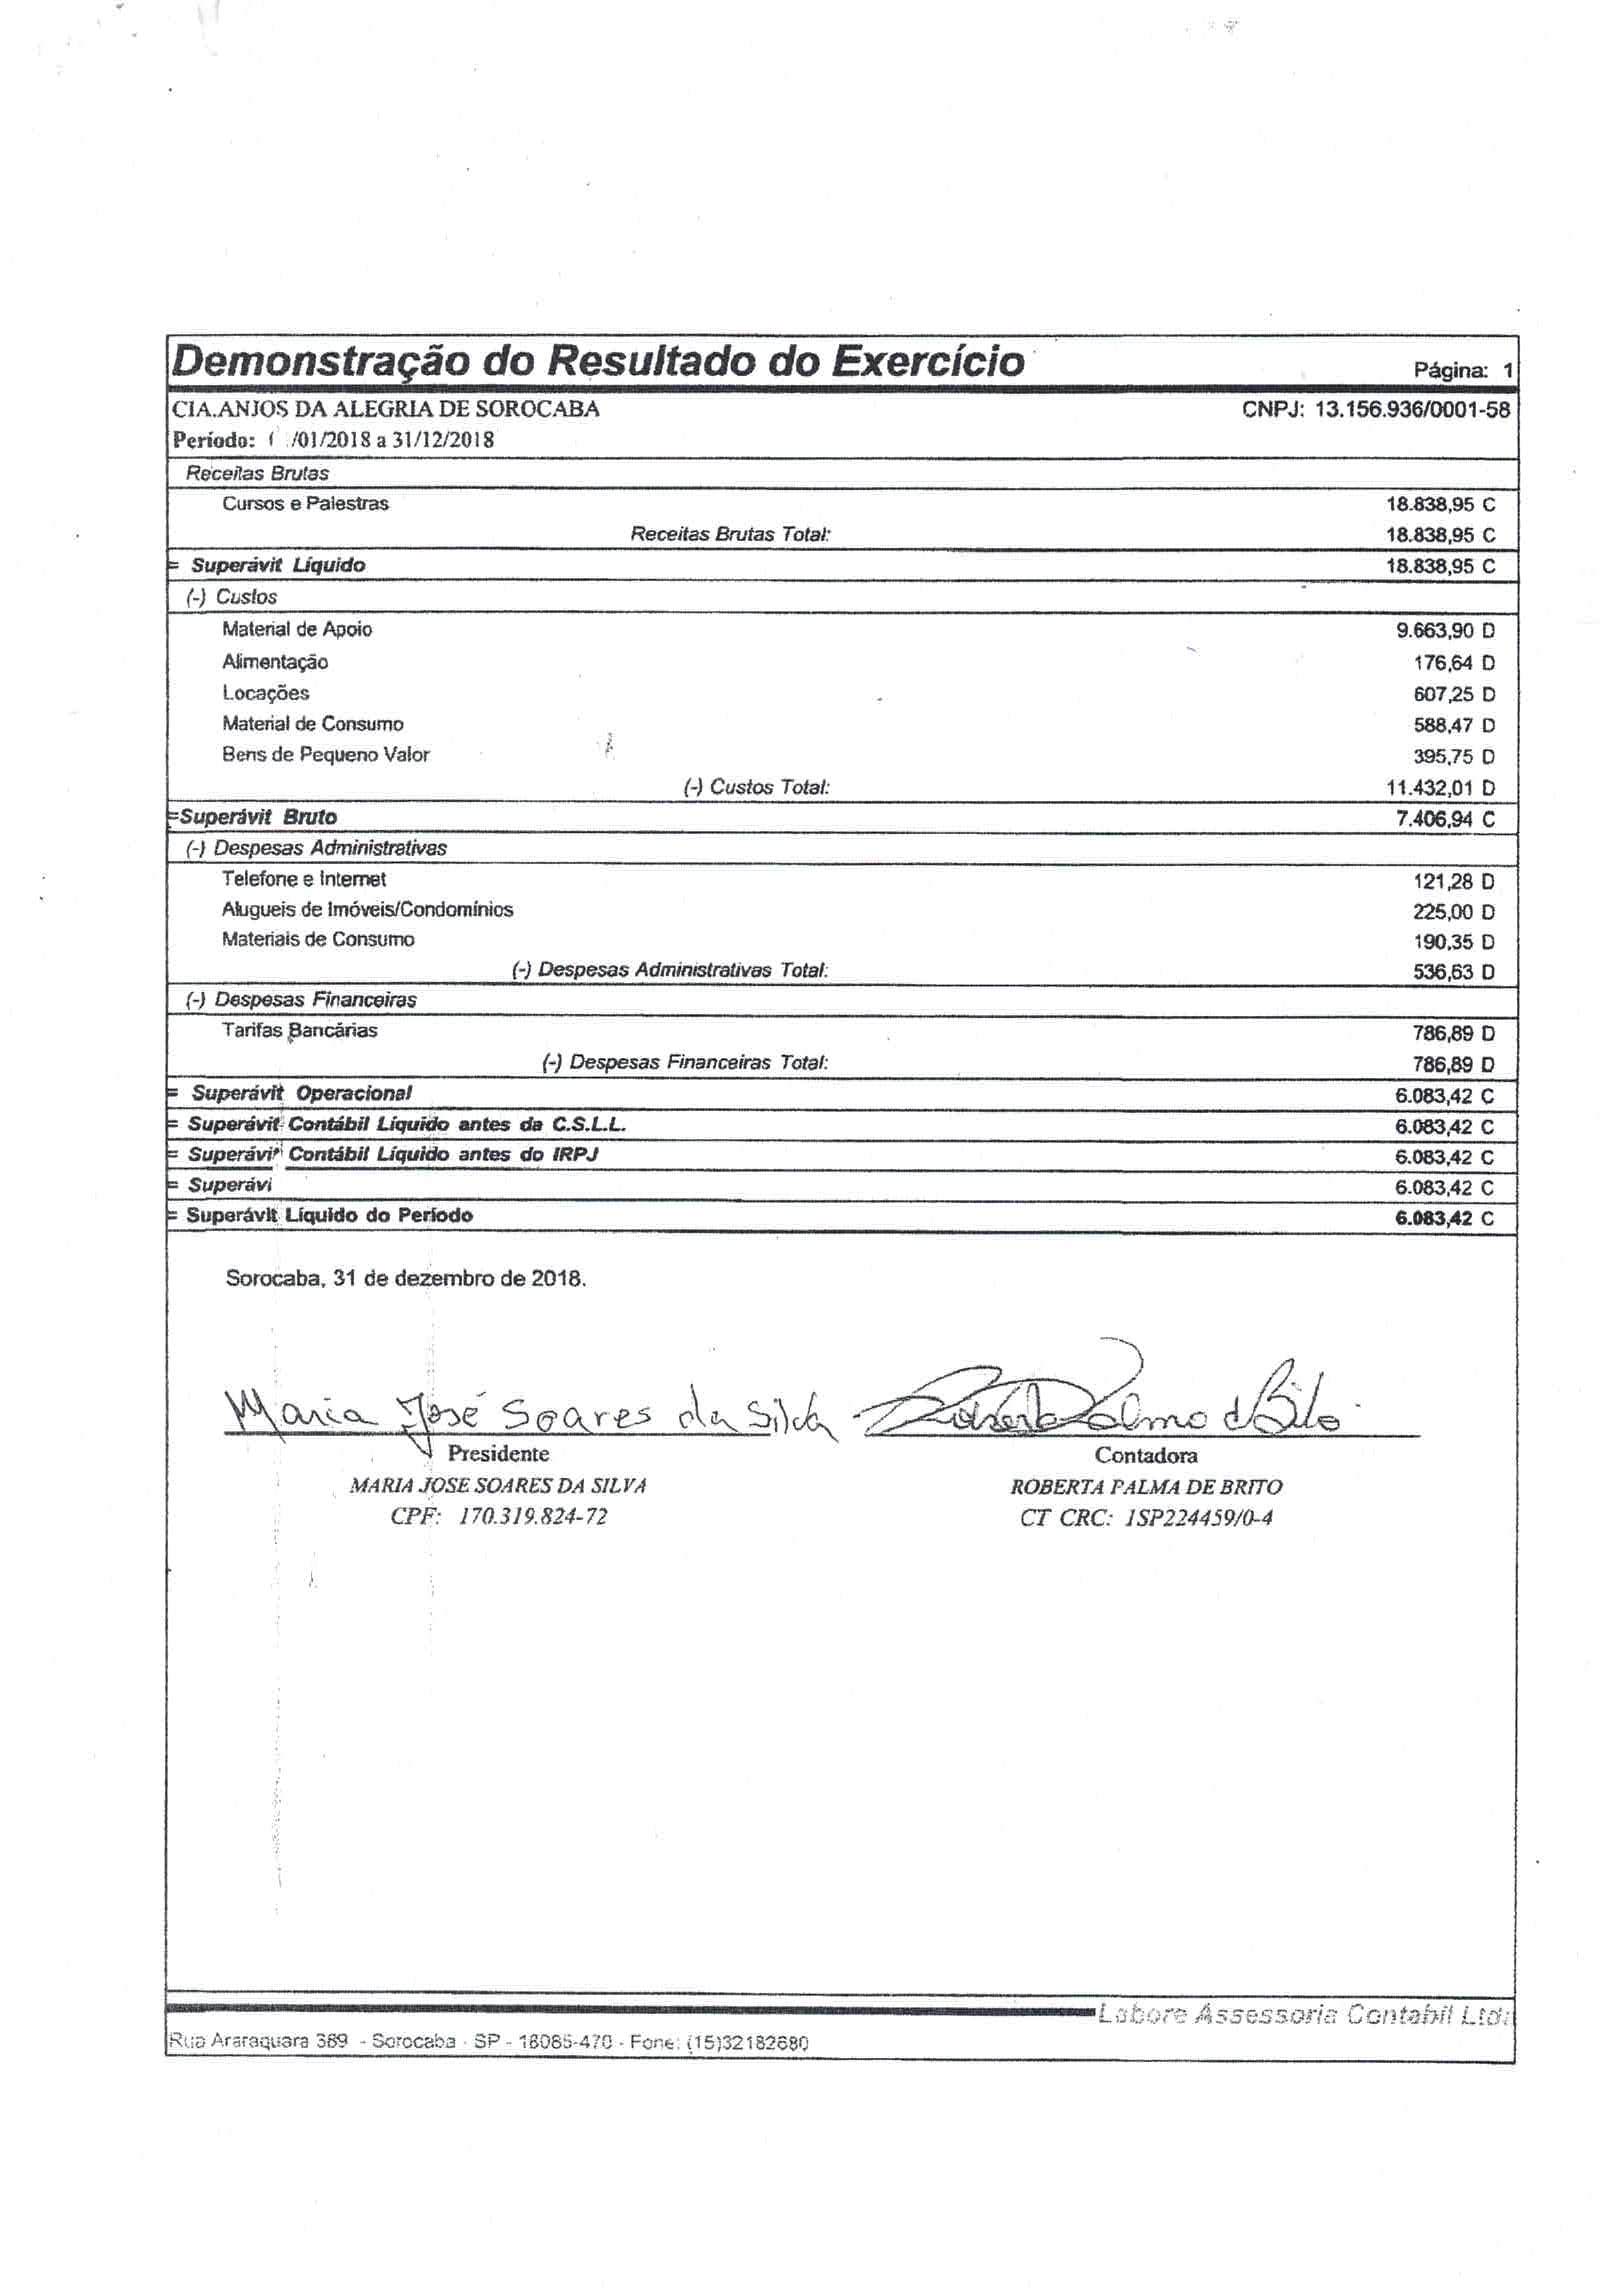 Demonstração do Resultado do Exercício Página: 1
CIA.ANJOS DA ALEGRIA DE SOROCABA CNPJ: 13.156.936/0001-58
Período: /01/2018 a 31/12/2018
Receitas Brutas
Cursos e Palestras 18.838,95 C
Receitas Brutas Total: 18.838,95 C
= Superávit Líquido 18.838,95 C
(-) Custos
Material de Apoio 9.663,90 D
Alimentação 176,64 D
Locações 607,25 D
Material de Consumo 588,47 D
Bens de Pequeno Valor 395,75 D
(-) Custos Total: 11.432,01 D
=Superávit Bruto 7.406,94 C
(-) Despesas Administrativas
Telefone e Internet 121,28 D
Alugueis de Imóveis/Condomínios 225,00 D
Materiais de Consumo 190,35 D
(-) Despesas Administrativas Total: 536,63 D
(-) Despesas Financeiras
Tarifas Bancárias 786,89 D
(-) Despesas Financeiras Total: 786,89 D
= Superávit Operacional 6.083,42 C
= Superávit Contábil Líquido antes da C.S.L.L. 6.083,42 C
= Superávit Contábil Líquido antes do IRPJ 6.083,42 C
= Superávi 6.083,42 C
= Superávit Líquido do Período 6.083,42 C
Sorocaba, 31 de dezembro de 2018.
Maria José Soares da Silva Roberta Palma d Brito
Presidente Contadora
MARIA JOSE SOARES DA SILVA ROBERTA PALMA DE BRITO
CPF: 170.319.824-72 CT CRC: 1SP224459/0-4
Labore Assessoria Contabil Ltda
Rua Araraquara 389 - Sorocaba - SP - 18085-470 - Fone: (15)32182680